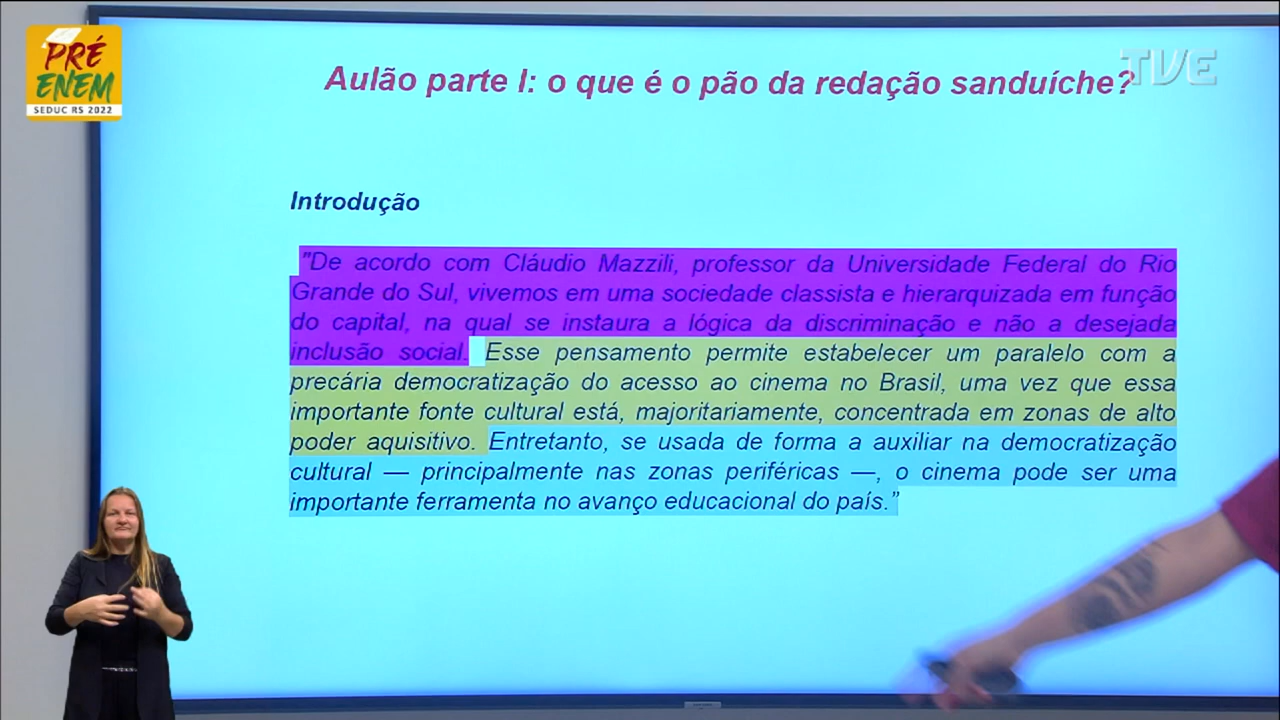 PRÉ
ENEM
SEDUC RS 2022
TVE
Aulão parte I: o que é o pão da redação sanduíche?
Introdução
"De acordo com Cláudio Mazzili, professor da Universidade Federal do Rio
Grande do Sul, vivemos em uma sociedade classista e hierarquizada em função
do capital, na qual se instaura a lógica da discriminação e não a desejada
inclusão social. Esse pensamento permite estabelecer um paralelo com a
precária democratização do acesso ao cinema no Brasil, uma vez que essa
importante fonte cultural está, majoritariamente, concentrada em zonas de alto
poder aquisitivo. Entretanto, se usada de forma a auxiliar na democratização
cultural — principalmente nas zonas periféricas —, o cinema pode ser uma
importante ferramenta no avanço educacional do país.”